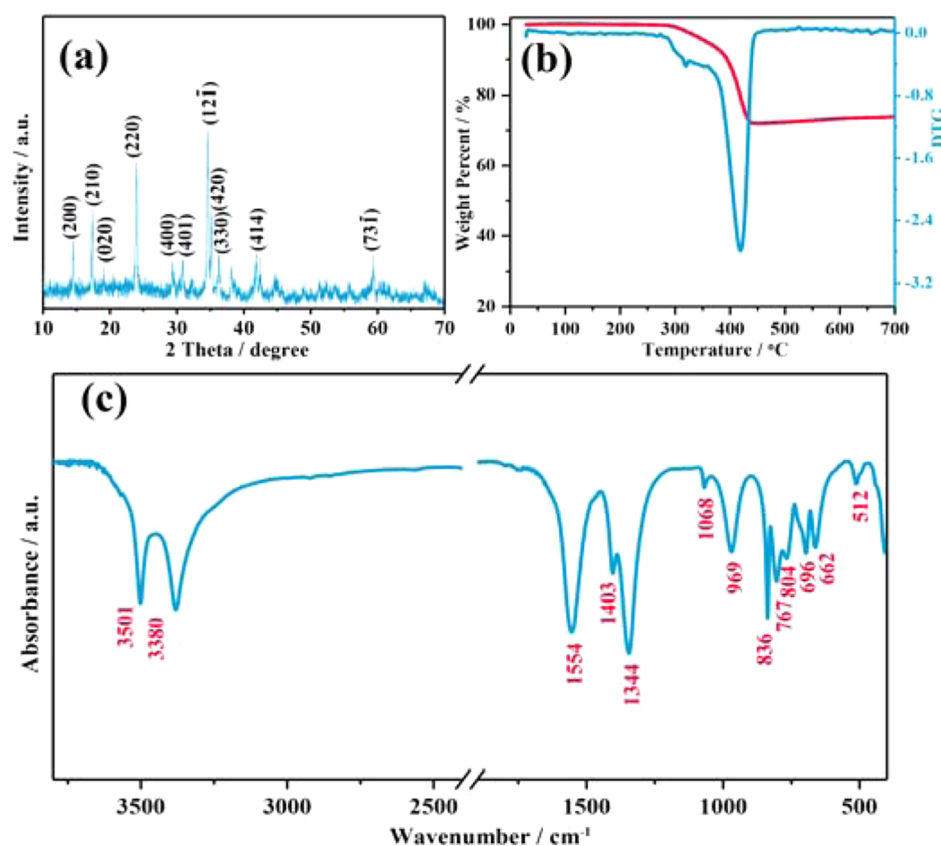 (a)
Intensity / a.u.
(200)
(210)
(020)
(220)
(400)
(401)
(121̄)
(420)
(330)
(414)
(731̄)
10 20 30 40 50 60 70
2 Theta / degree
(b)
Weight Percent / %
100
80
60
40
20
0.0
-0.8
-1.6
-2.4
-3.2
DTG
0 100 200 300 400 500 600 700
Temperature / °C
(c)
Absorbance / a.u.
3501
3380
1554
1403
1344
1068
969
836
767
804
696
662
512
3500 3000 2500 1500 1000 500
Wavenumber / cm⁻¹